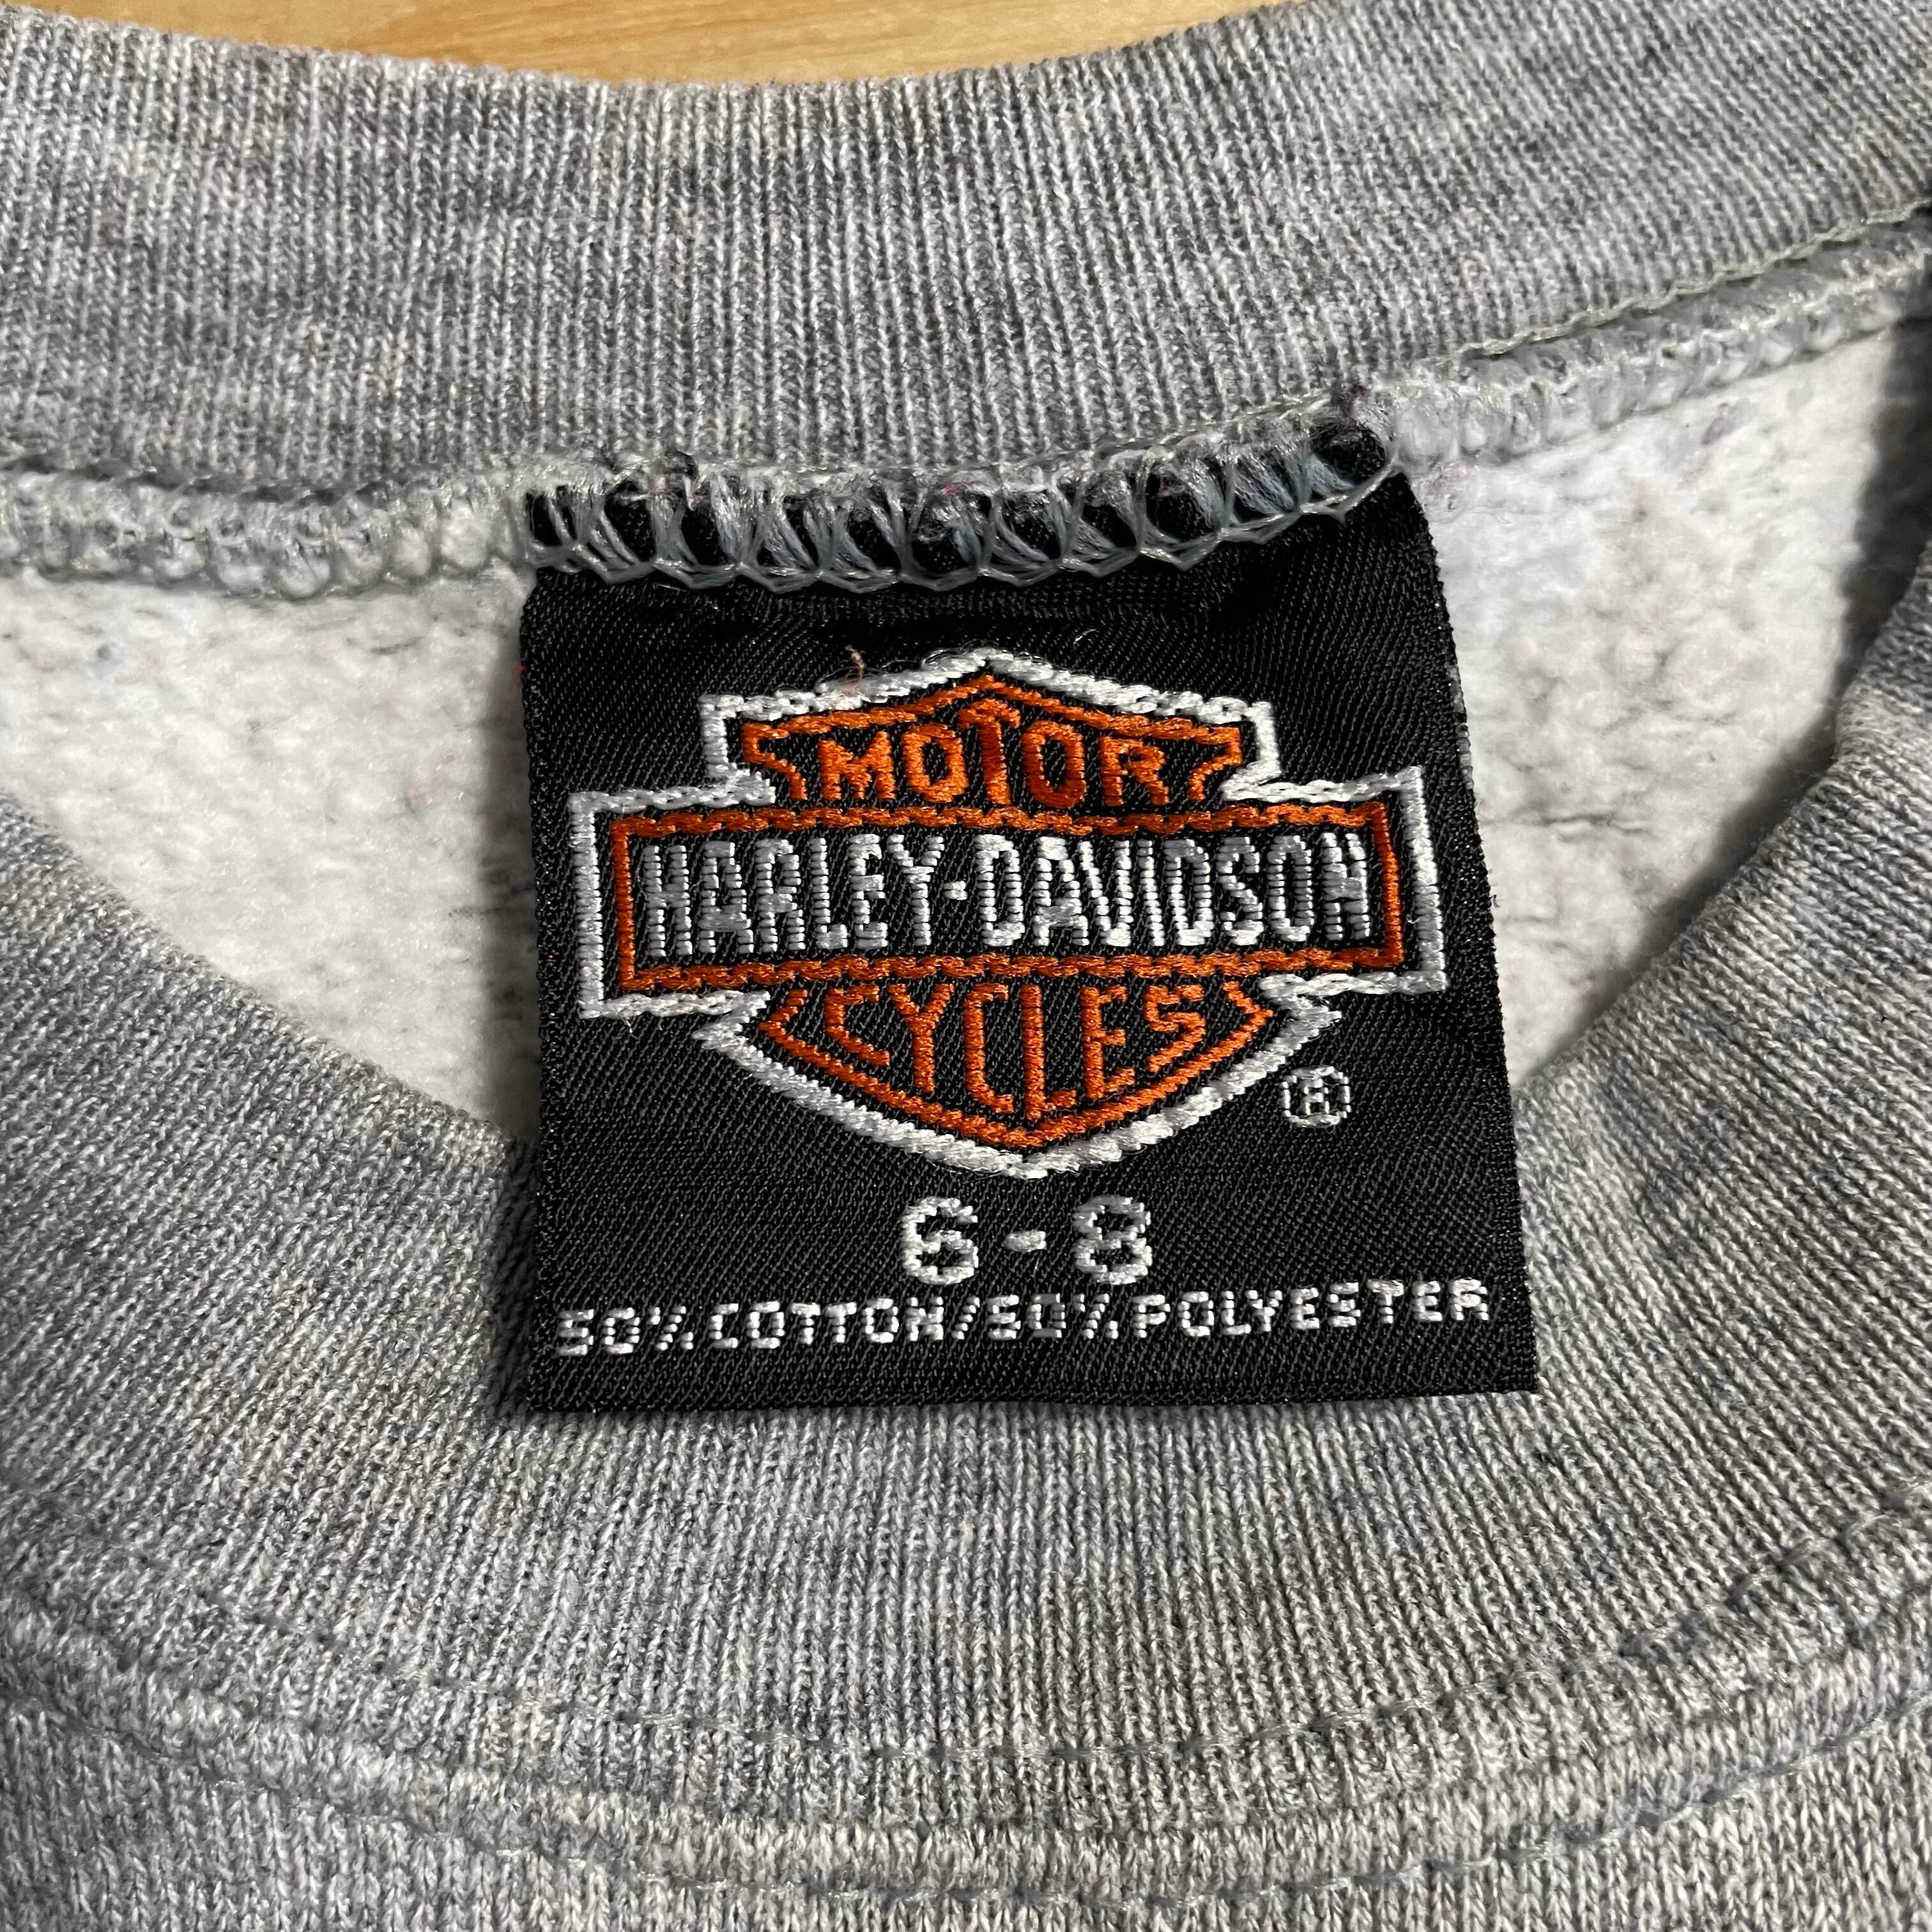 MOTOR
HARLEY-DAVIDSON
CYCLES
®
6-8
50% COTTON/50% POLYESTER